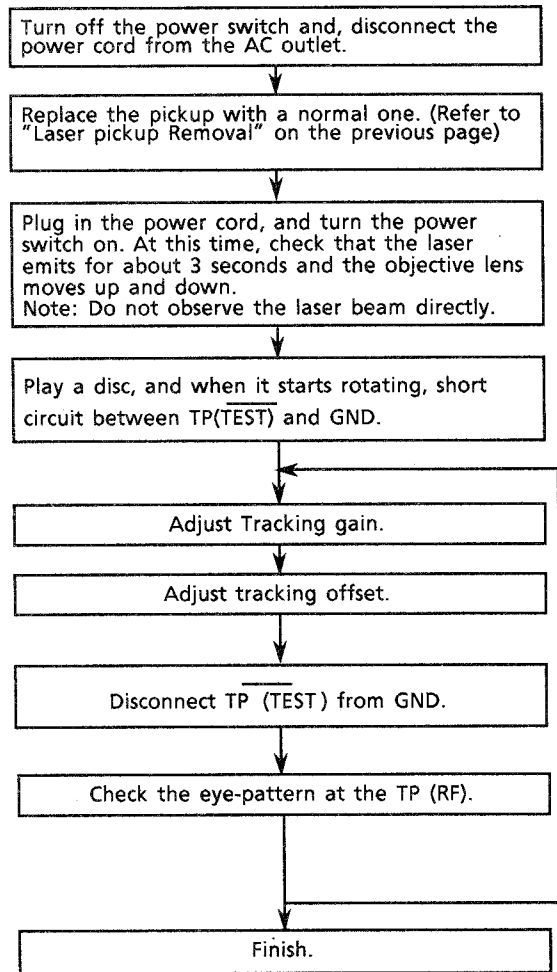 Turn off the power switch and, disconnect the
power cord from the AC outlet.
Replace the pickup with a normal one. (Refer to
"Laser pickup Removal" on the previous page)
Plug in the power cord, and turn the power
switch on. At this time, check that the laser
emits for about 3 seconds and the objective lens
moves up and down.
Note: Do not observe the laser beam directly.
Play a disc, and when it starts rotating, short
circuit between TP(TEST) and GND.
Adjust Tracking gain.
Adjust tracking offset.
Disconnect TP (TEST) from GND.
Check the eye-pattern at the TP (RF).
Finish.